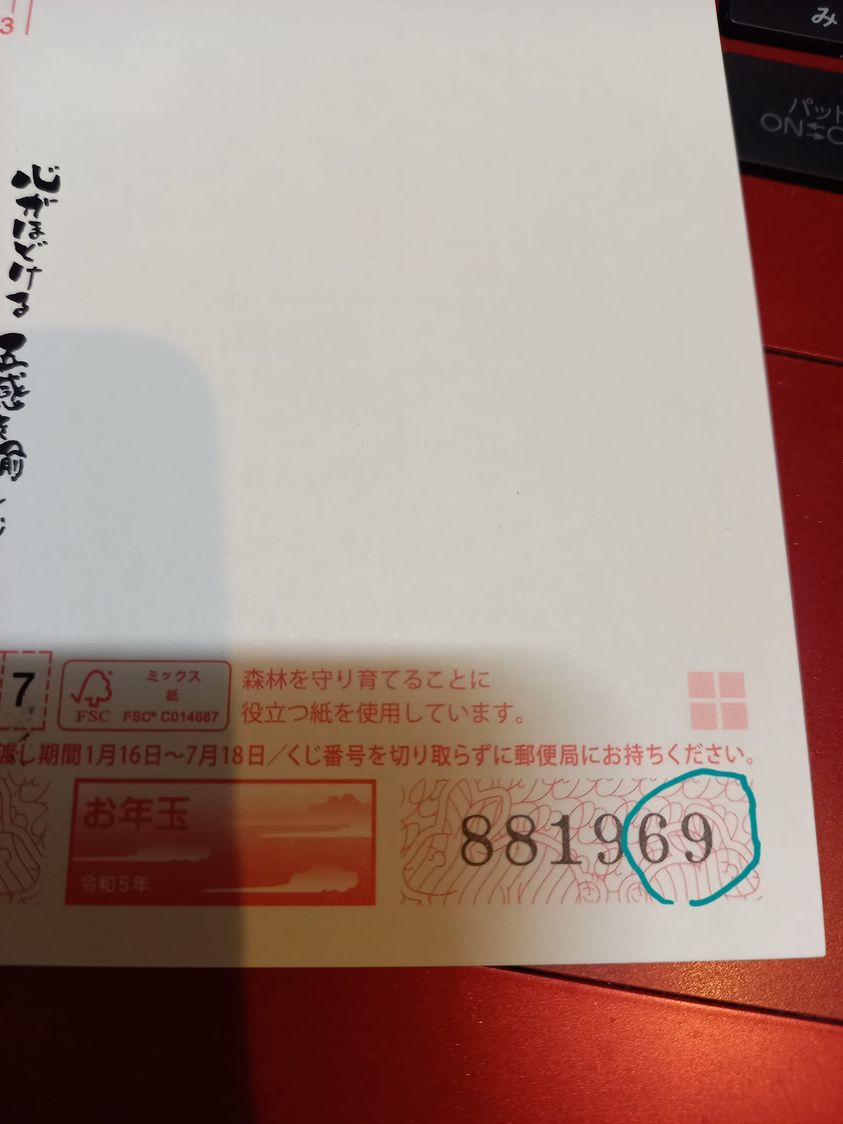 3
み
パット
ON
心がほどける
7
FSC
ミックス
紙
FSC® C014687
森林を守り育てることに
役立つ紙を使用しています。
渡し期間1月16日〜7月18日/くじ番号を切り取らずに郵便局にお持ちください。
お年玉
令和5年
881969